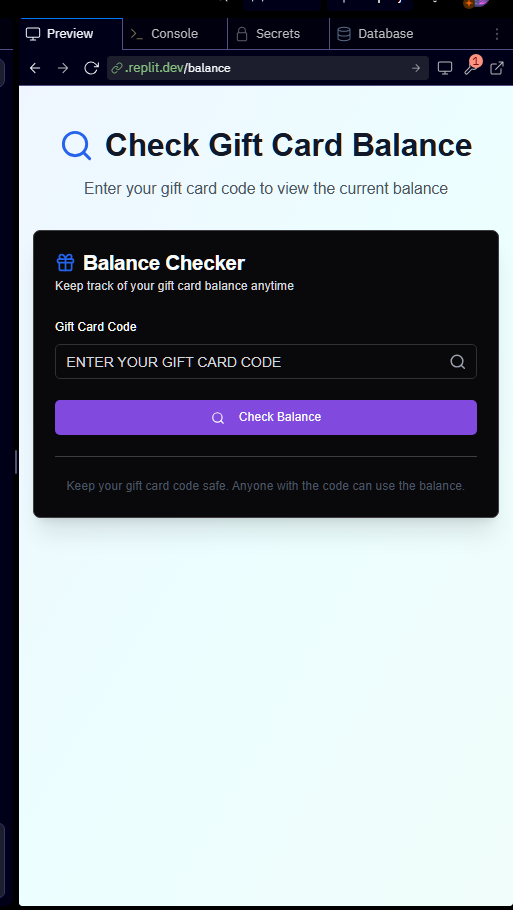 Preview
Console
Secrets
Database
.replit.dev/balance
1
Check Gift Card Balance
Enter your gift card code to view the current balance
Balance Checker
Keep track of your gift card balance anytime
Gift Card Code
ENTER YOUR GIFT CARD CODE
Check Balance
Keep your gift card code safe. Anyone with the code can use the balance.